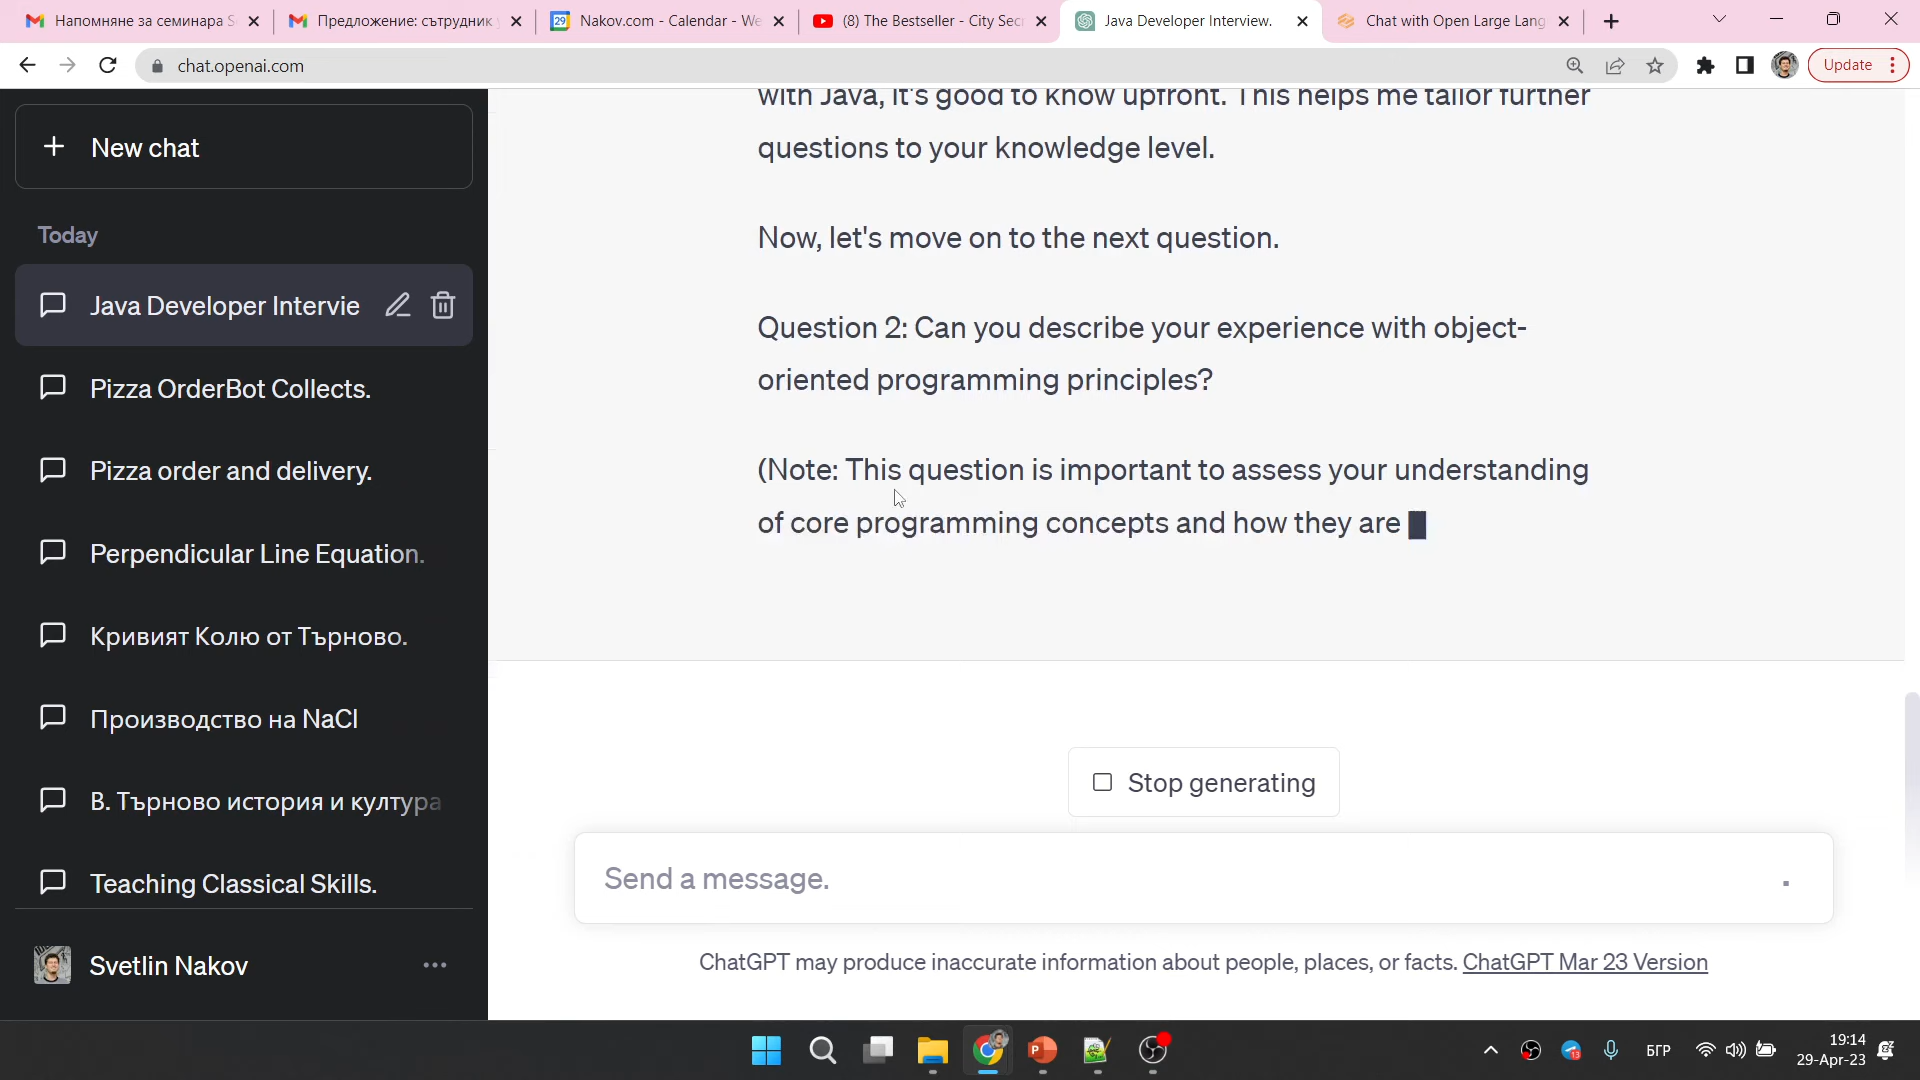 Напомняне за семинара S
Предложение: сътрудник
Nakov.com - Calendar - We
(8) The Bestseller - City Sec
Java Developer Interview.
Chat with Open Large Lang
chat.openai.com
Update
New chat
Today
Java Developer Intervie
Pizza OrderBot Collects.
Pizza order and delivery.
Perpendicular Line Equation.
Кривият Колю от Търново.
Производство на NaCl
В. Търново история и култура
Teaching Classical Skills.
Svetlin Nakov
with Java, it's good to know upfront. This helps me tailor further
questions to your knowledge level.
Now, let's move on to the next question.
Question 2: Can you describe your experience with object-
oriented programming principles?
(Note: This question is important to assess your understanding
of core programming concepts and how they are
Stop generating
Send a message.
ChatGPT may produce inaccurate information about people, places, or facts. ChatGPT Mar 23 Version
БГР
19:14
29-Apr-23